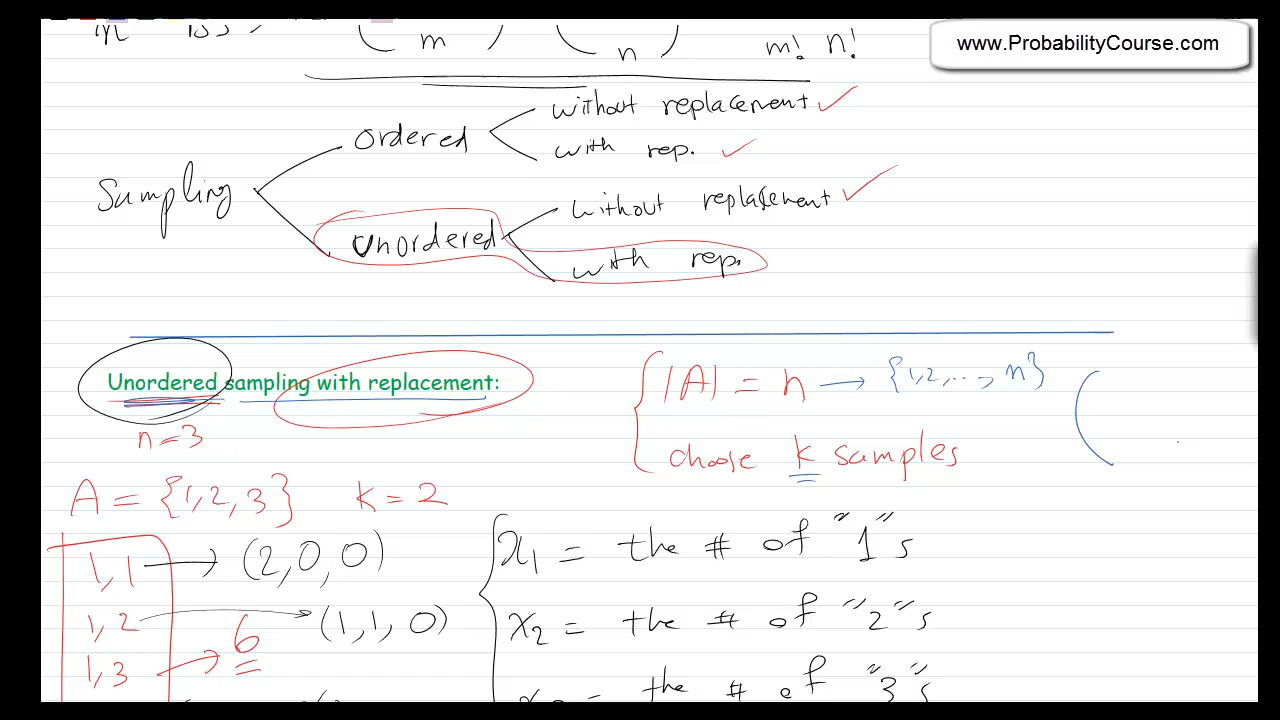 www.ProbabilityCourse.com
m n m! n!
Sampling
Ordered
without replacement ✓
with rep. ✓
Unordered
without replacement ✓
with rep.
Unordered sampling with replacement:
|A| = n → {1,2,..., n} (
n = 3
choose k samples
A = {1,2,3} k = 2
1,1 → (2,0,0)
x₁ = the # of "1"s
1,2 → (1,1,0)
x₂ = the # of "2"s
1,3 → 6
the # of "3"s